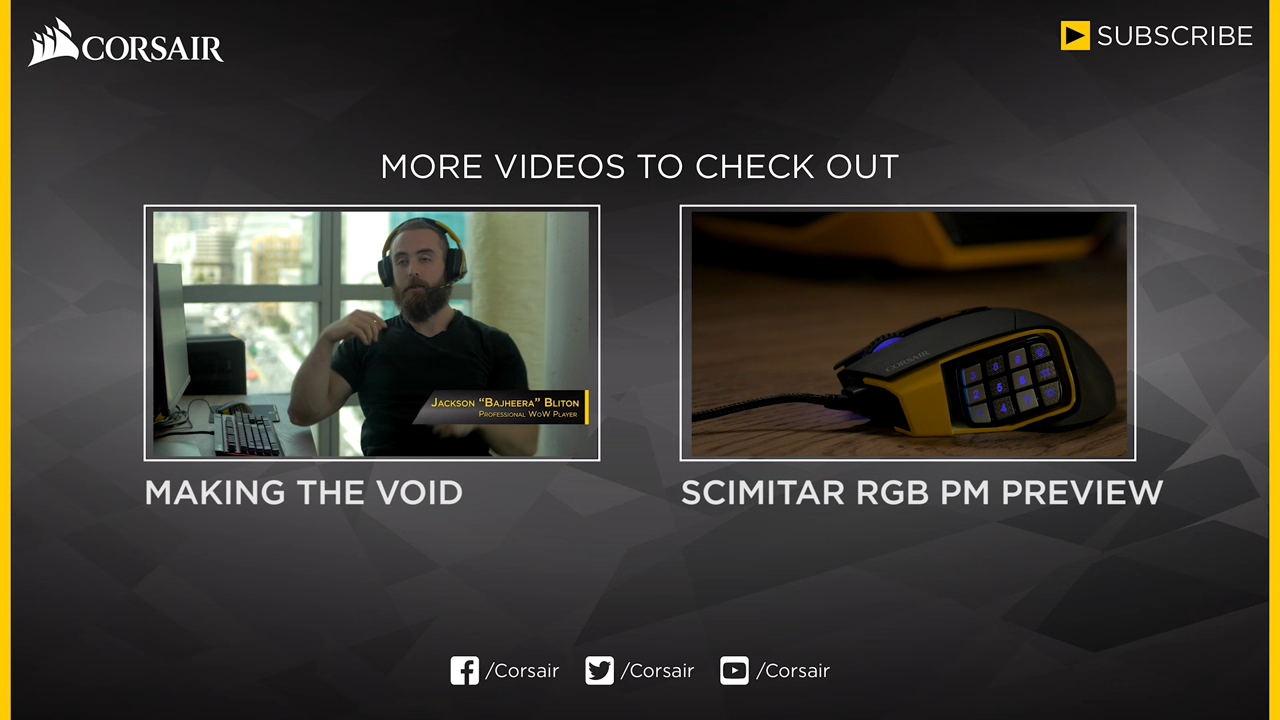 CORSAIR
SUBSCRIBE
MORE VIDEOS TO CHECK OUT
JACKSON “BAJHEERA” BLITON
PROFESSIONAL WOW PLAYER
CORSAIR
MAKING THE VOID
SCIMITAR RGB PM PREVIEW
/Corsair
/Corsair
/Corsair